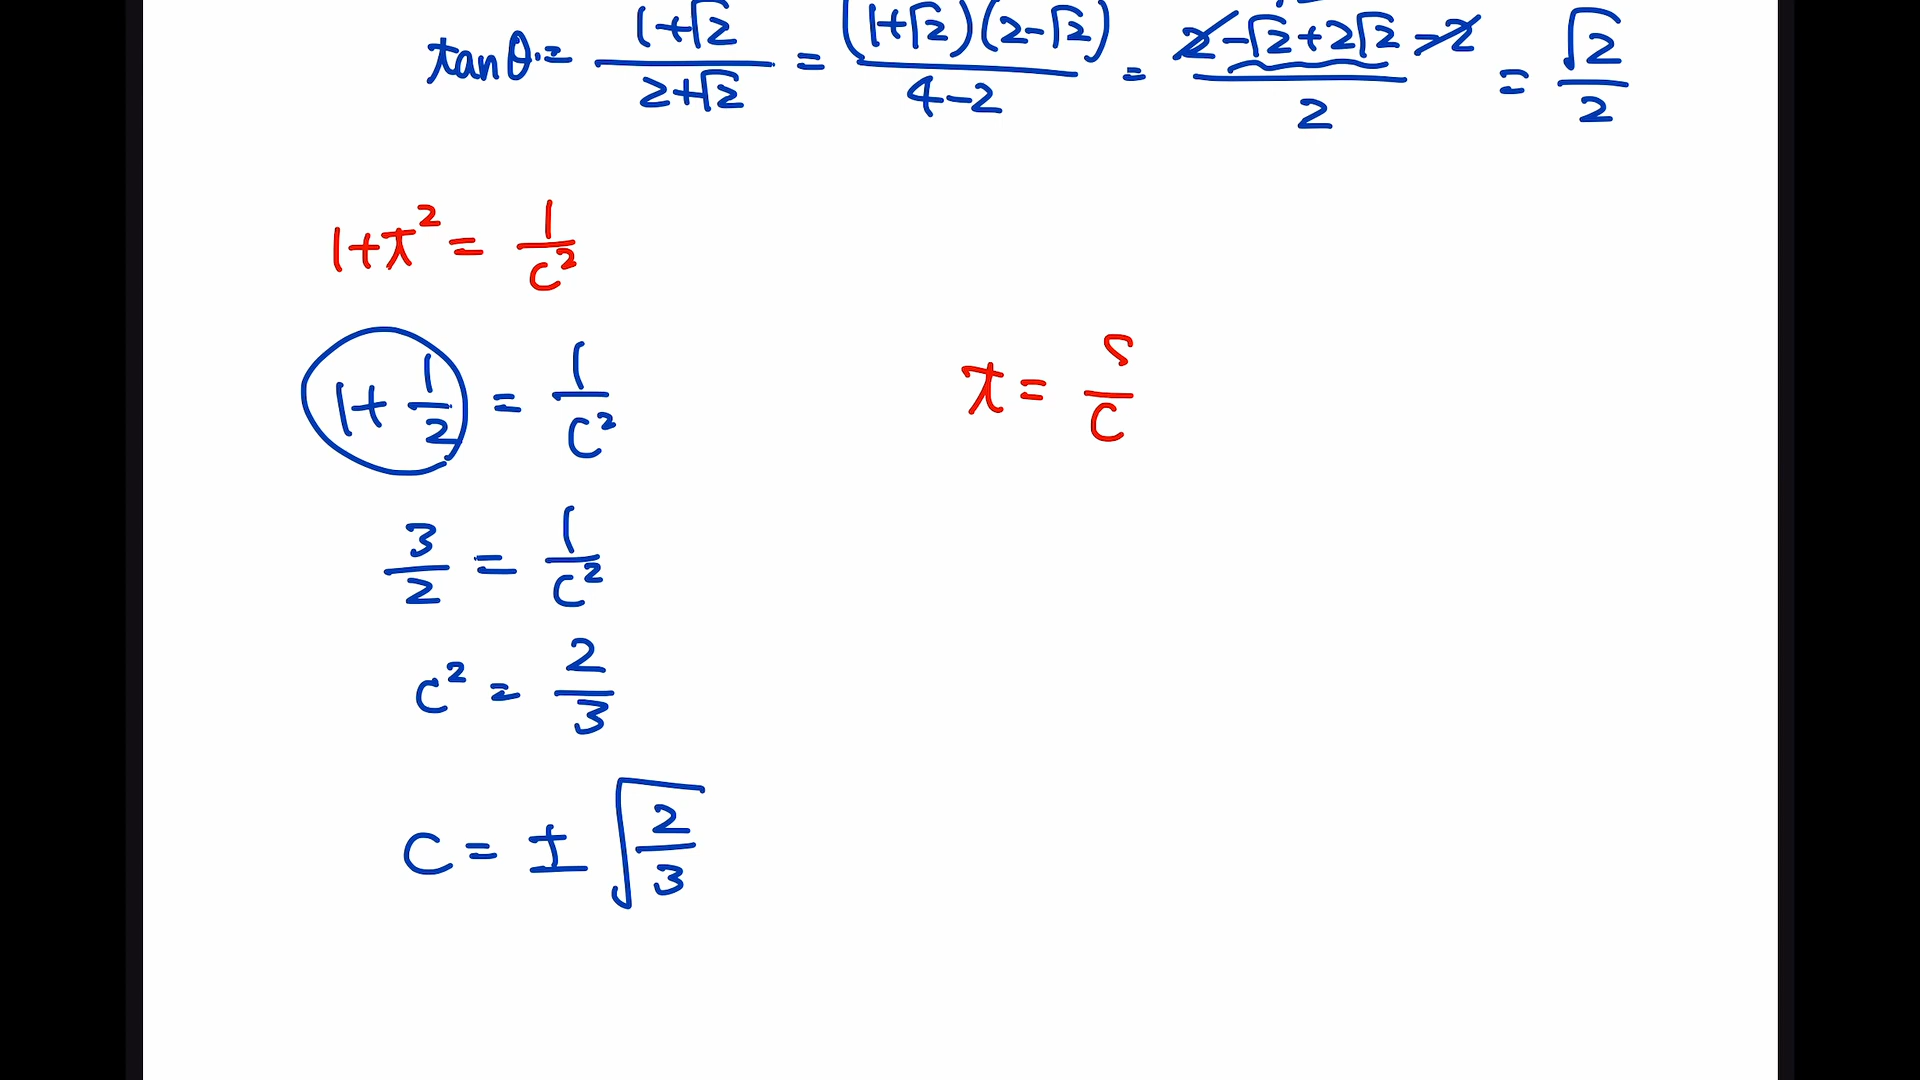 tanθ = (1+√2)/(2+√2) = (1+√2)(2-√2)/(4-2) = (2-√2+2√2-2)/2 = √2/2
1+t² = 1/c²
1+1/2 = 1/c²
t = s/c
3/2 = 1/c²
c² = 2/3
c = ±√(2/3)